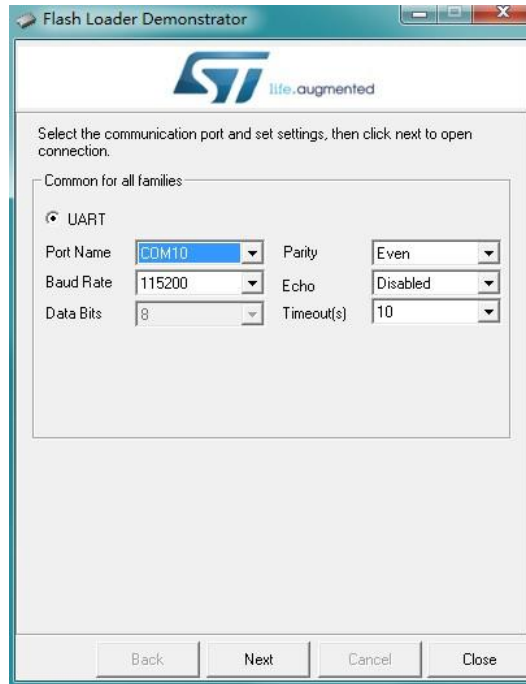 Flash Loader Demonstrator
ST life.augmented
Select the communication port and set settings, then click next to open
connection.
Common for all families
UART
Port Name COM10 Parity Even
Baud Rate 115200 Echo Disabled
Data Bits 8 Timeout(s) 10
Back Next Cancel Close